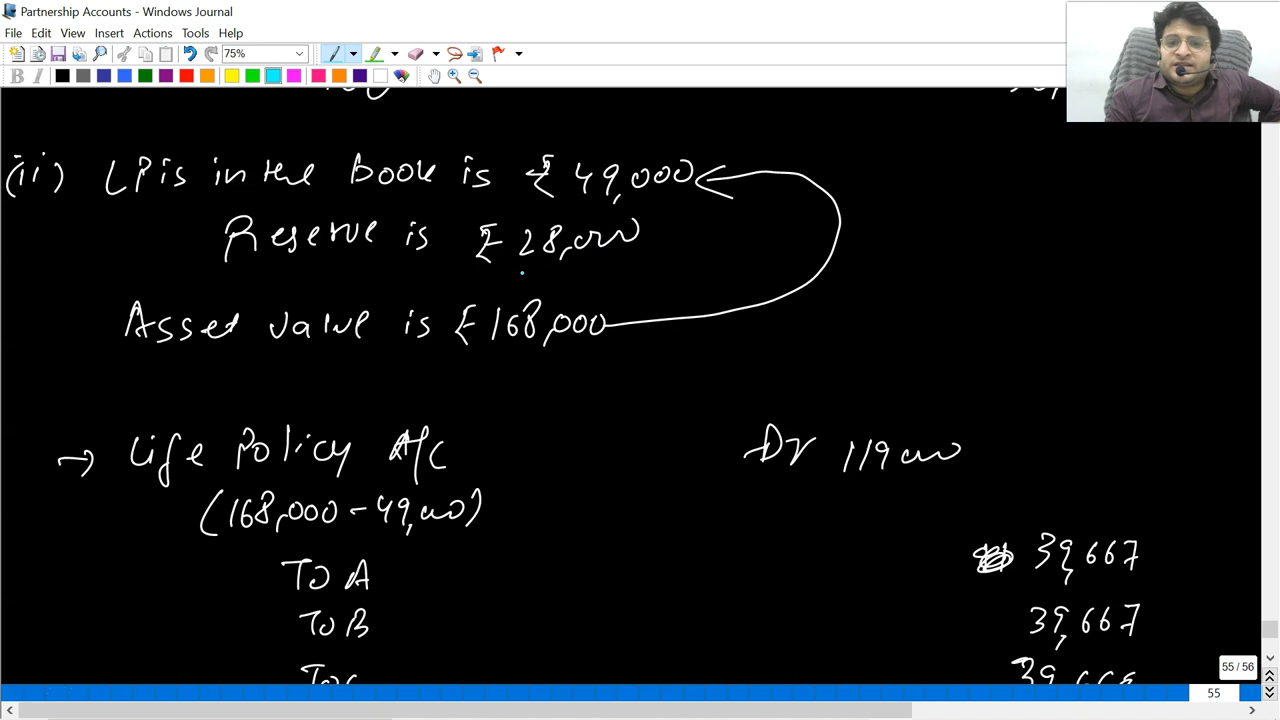 Partnership Accounts - Windows Journal
File Edit View Insert Actions Tools Help
75%
B I
(ii) LP is in the Book is ₹ 49,000
Reserve is ₹ 28,000
Asset value is ₹ 168,000
→ Life Policy A/C Dr 119000
(168,000 - 49,000)
To A 39,667
To B 39,667
55 / 56
55